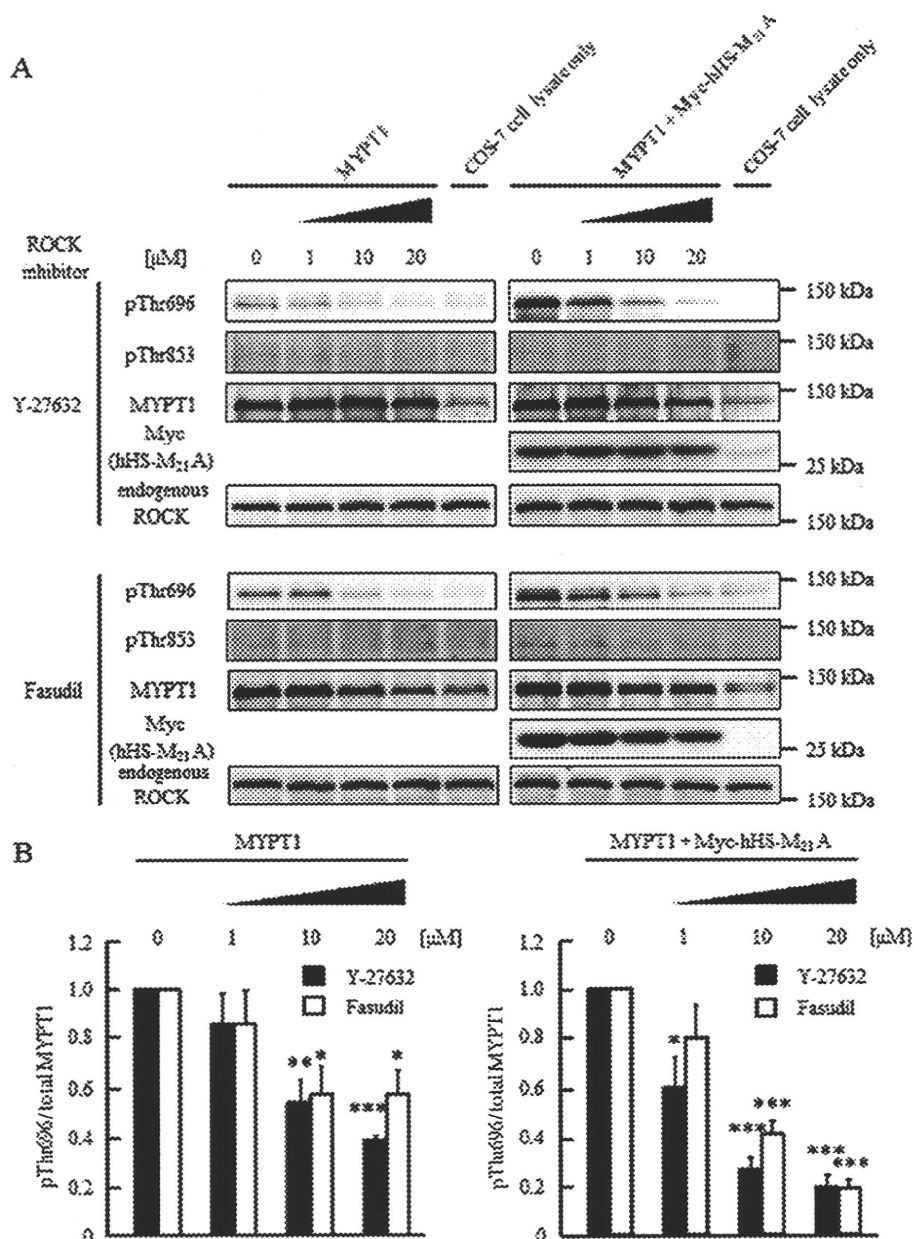 A
MYPT1
COS-7 cell lysate only
MYPT1 + Myc-hHS-M₂₁A
COS-7 cell lysate only
ROCK
inhibitor
[μM] 0 1 10 20 0 1 10 20
Y-27632
pThr696 150 kDa
pThr853 150 kDa
MYPT1 150 kDa
Myc
(hHS-M₂₁A) 25 kDa
endogenous
ROCK 150 kDa
Fasudil
pThr696 150 kDa
pThr853 150 kDa
MYPT1 150 kDa
Myc
(hHS-M₂₁A) 25 kDa
endogenous
ROCK 150 kDa
B
MYPT1
0 1 10 20 [μM]
pThr696/total MYPT1
1.2
1.0
0.8
0.6
0.4
0.2
0
Y-27632
Fasudil
** * *** *
MYPT1 + Myc-hHS-M₂₁A
0 1 10 20 [μM]
pThr696/total MYPT1
1.2
1.0
0.8
0.6
0.4
0.2
0
Y-27632
Fasudil
* *** *** *** ***